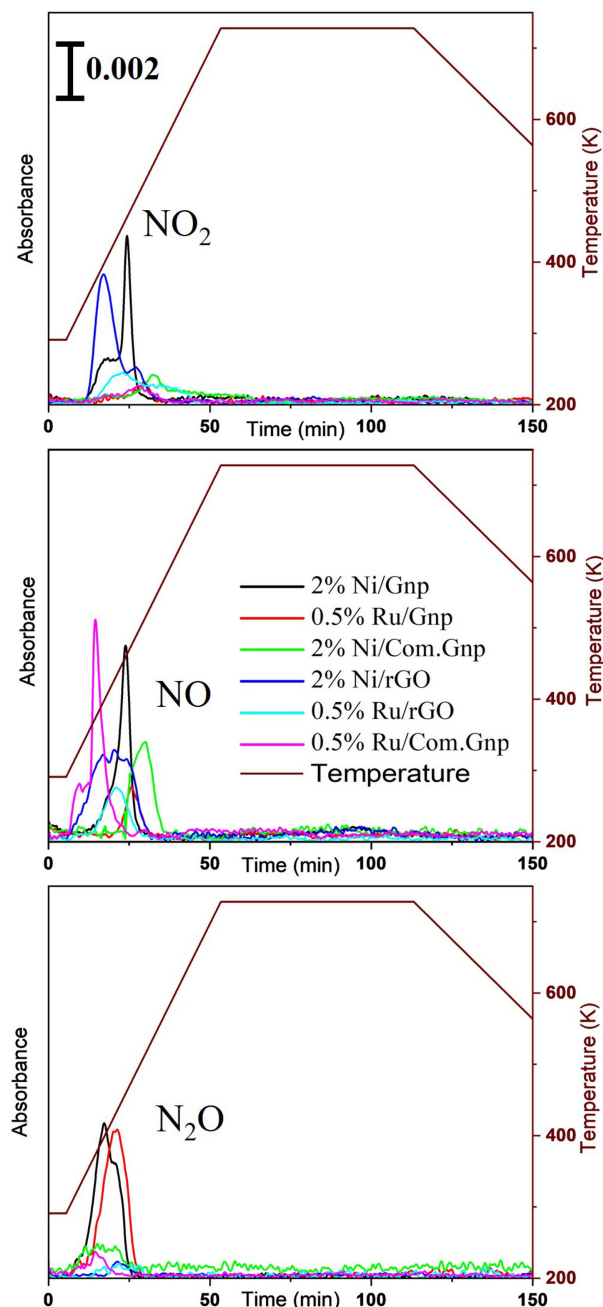 0.002
NO2
Absorbance
Temperature (K)
600
400
200
0 50 100 150
Time (min)
2% Ni/Gnp
0.5% Ru/Gnp
2% Ni/Com.Gnp
2% Ni/rGO
0.5% Ru/rGO
0.5% Ru/Com.Gnp
Temperature
NO
Absorbance
Temperature (K)
600
400
200
0 50 100 150
Time (min)
N2O
Absorbance
Temperature (K)
600
400
200
0 50 100 150
Time (min)